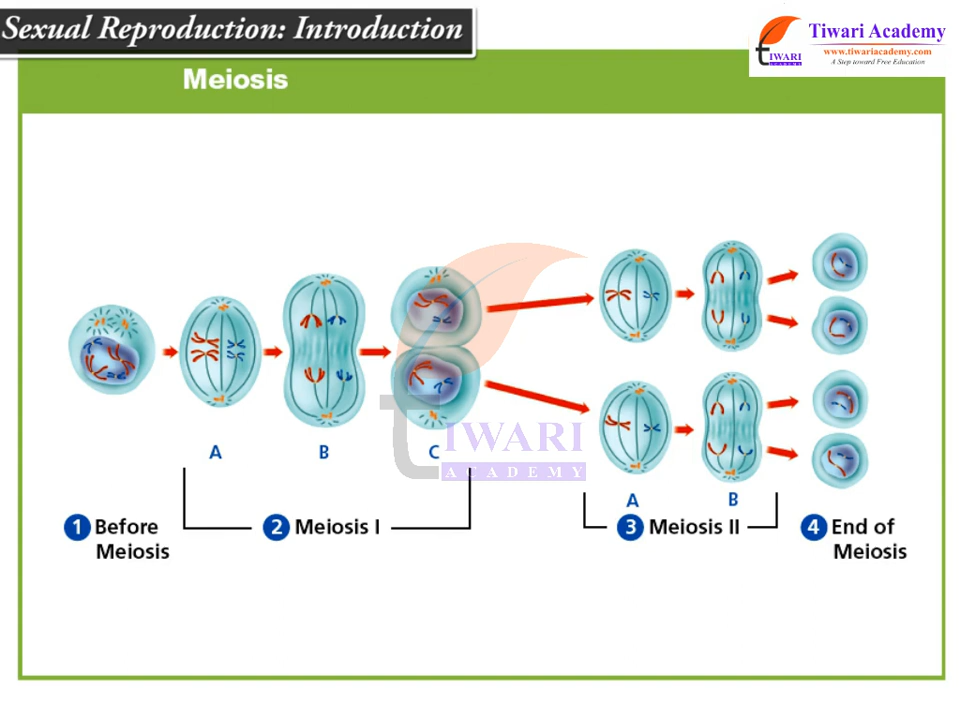 Sexual Reproduction: Introduction
Tiwari Academy
www.tiwariacademy.com
A Step toward Free Education
tIWARI
ACADEMY
Meiosis
tIWARI
ACADEMY
A B C A B
1 Before Meiosis
2 Meiosis I
3 Meiosis II
4 End of Meiosis